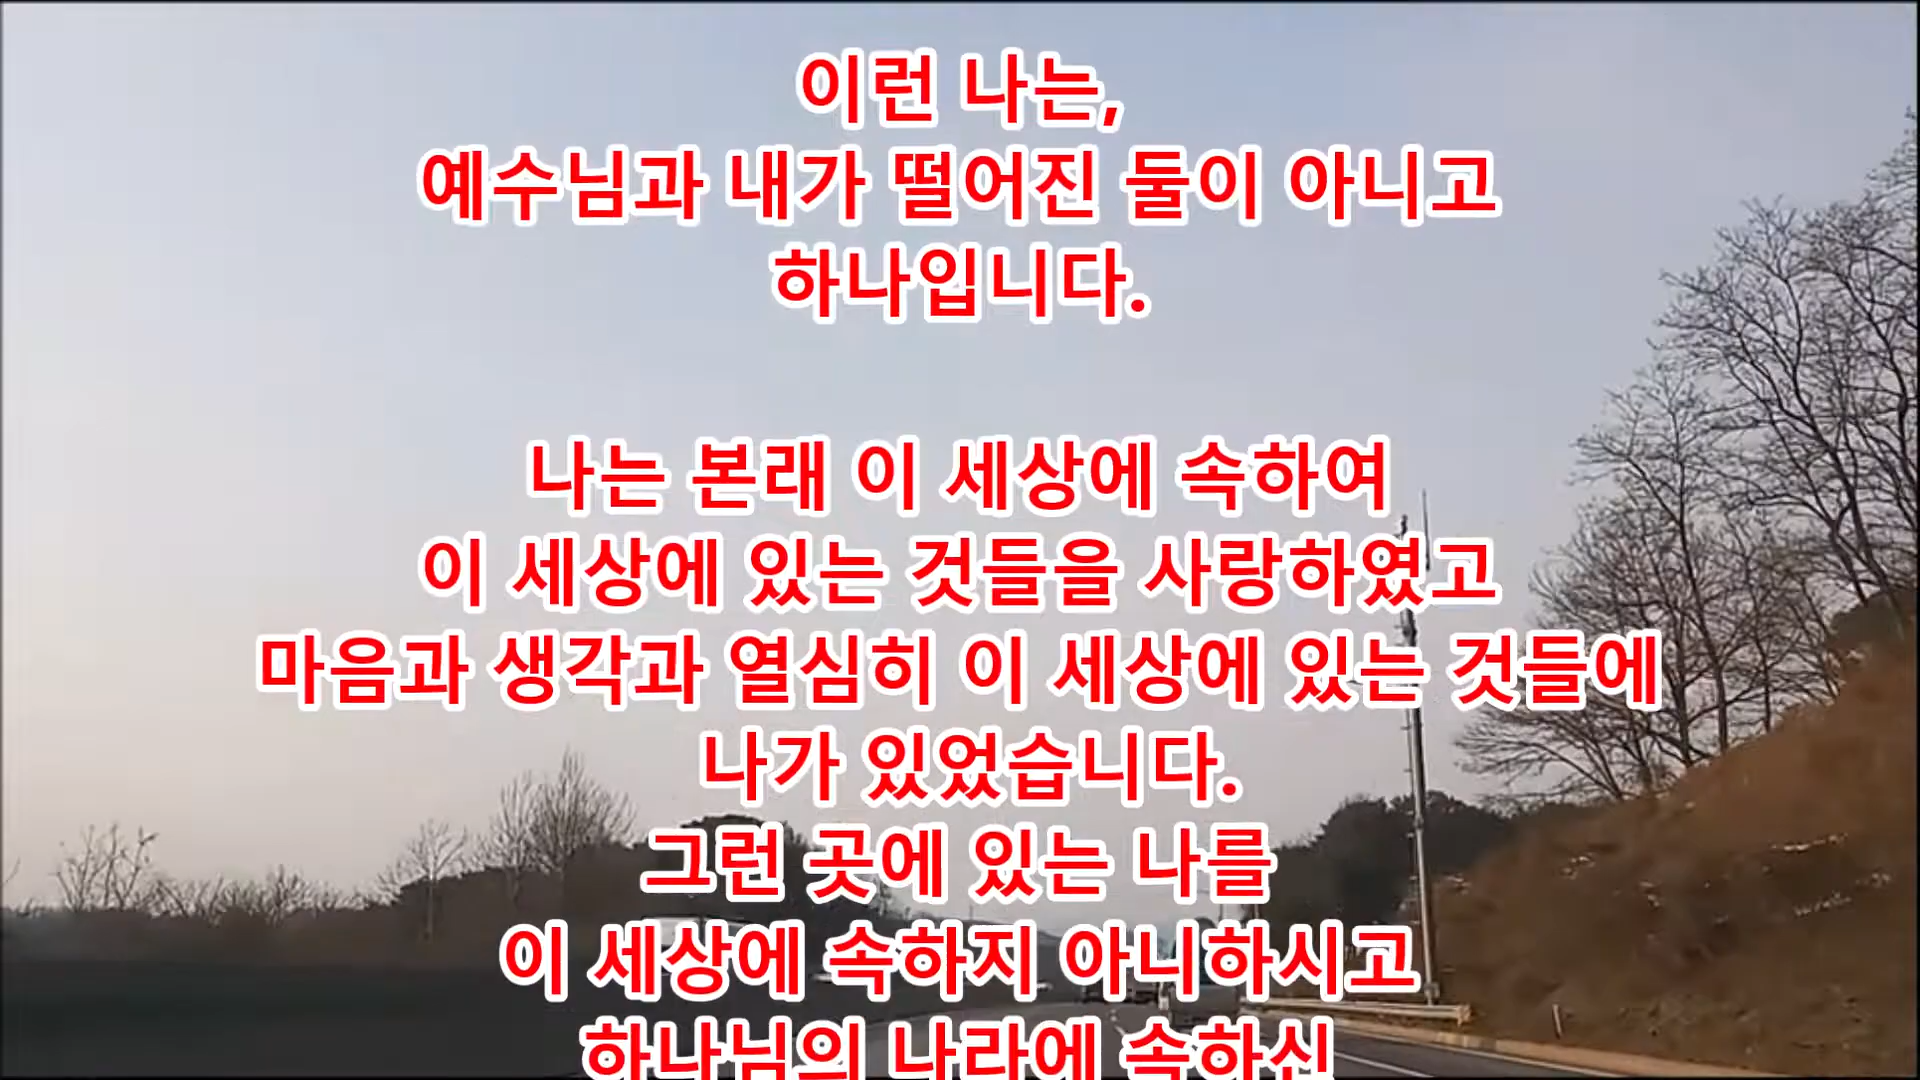 이런 나는,
예수님과 내가 떨어진 둘이 아니고
하나입니다.
나는 본래 이 세상에 속하여
이 세상에 있는 것들을 사랑하였고
마음과 생각과 열심히 이 세상에 있는 것들에
나가 있었습니다.
그런 곳에 있는 나를
이 세상에 속하지 아니하시고
하나님의 나라에 속하신